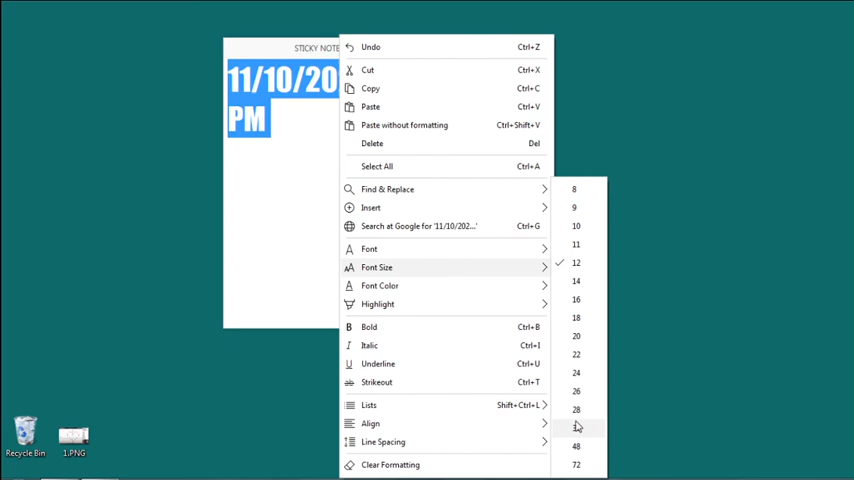 STICKY NOTE
11/10/20
PM
Undo Ctrl+Z
Cut Ctrl+X
Copy Ctrl+C
Paste Ctrl+V
Paste without formatting Ctrl+Shift+V
Delete Del
Select All Ctrl+A
Find & Replace
Insert
Search at Google for '11/10/202...' Ctrl+G
Font
Font Size
Font Color
Highlight
Bold Ctrl+B
Italic Ctrl+I
Underline Ctrl+U
Strikeout Ctrl+T
Lists Shift+Ctrl+L
Align
Line Spacing
Clear Formatting
8
9
10
11
12
14
16
18
20
22
24
26
28
48
72
Recycle Bin
1.PNG